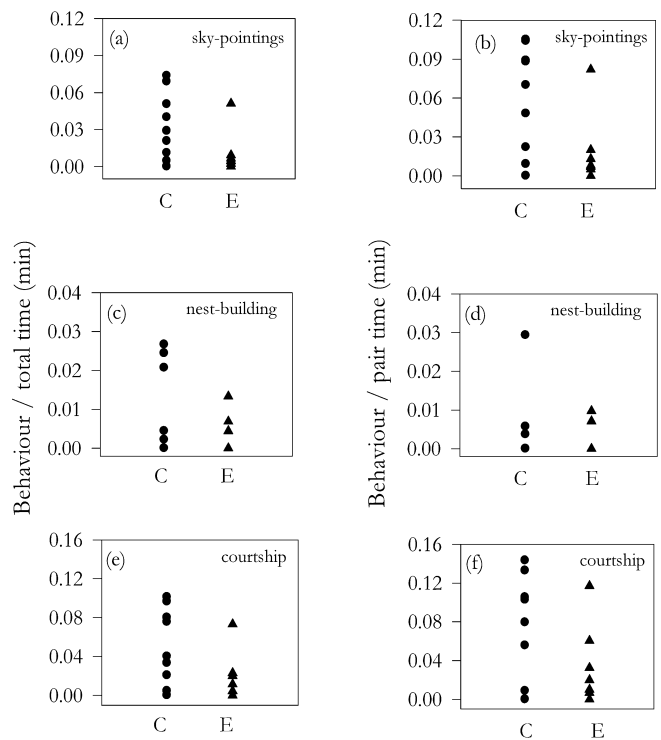 0.12
(a)
sky-pointings
0.09
0.06
0.03
0.00
C E
0.12
(b)
sky-pointings
0.09
0.06
0.03
0.00
C E
Behaviour / total time (min)
0.04
(c)
nest-building
0.03
0.02
0.01
0.00
C E
Behaviour / pair time (min)
0.04
(d)
nest-building
0.03
0.02
0.01
0.00
C E
0.16
(e)
courtship
0.12
0.08
0.04
0.00
C E
0.16
(f)
courtship
0.12
0.08
0.04
0.00
C E